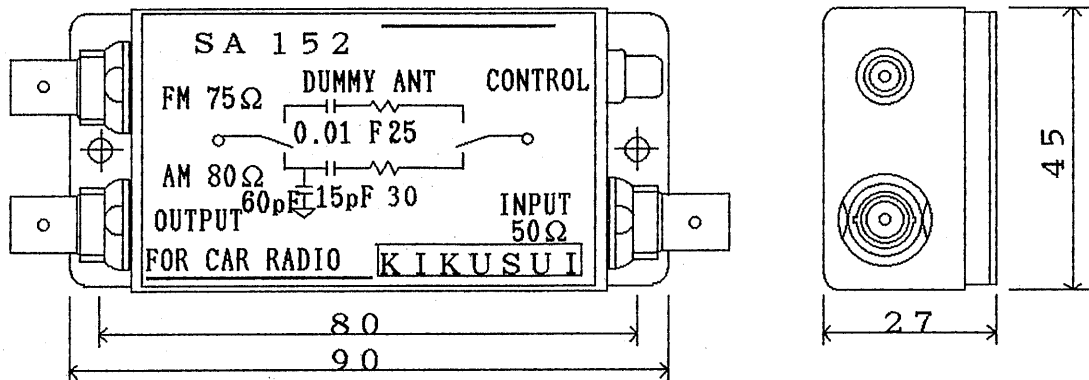 SA 152
DUMMY ANT
CONTROL
FM 75Ω
0.01 F 25
AM 80Ω
60pF 15pF 30
OUTPUT
INPUT
50Ω
FOR CAR RADIO
KIKUSUI
80
90
27
45